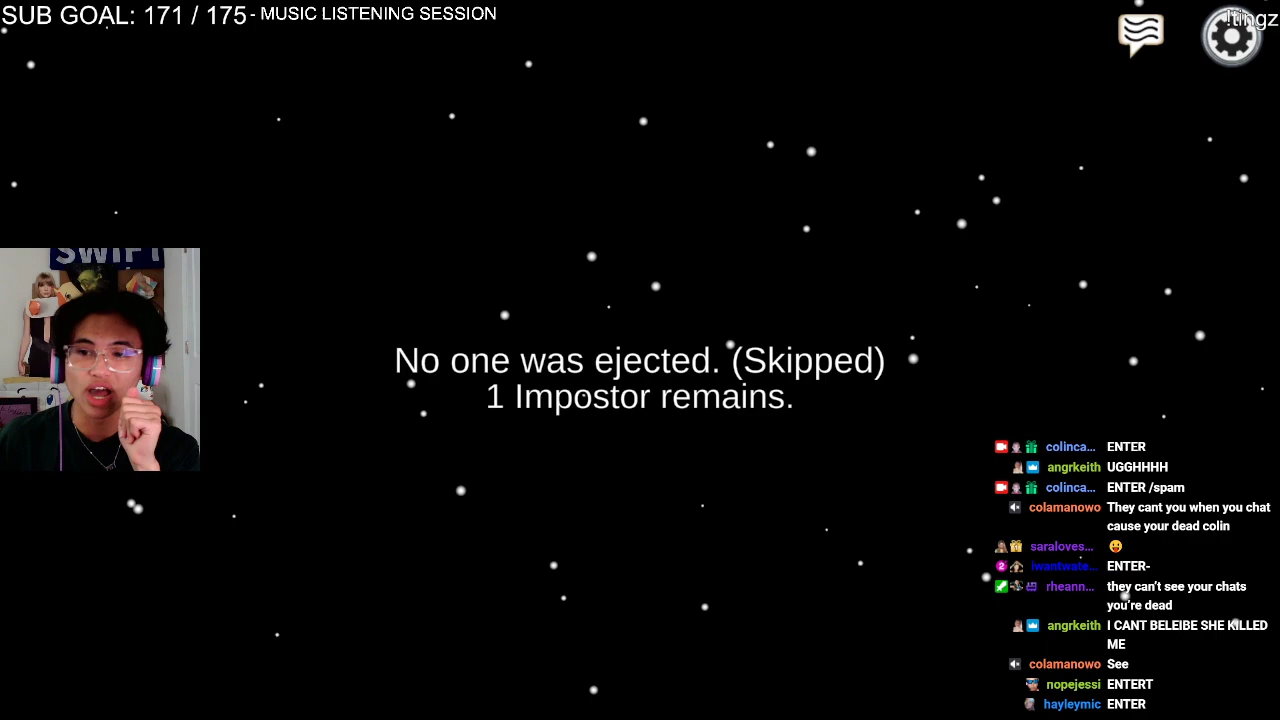 SUB GOAL: 171 / 175 - MUSIC LISTENING SESSION
!tingz
SWIFT
No one was ejected. (Skipped)
1 Impostor remains.
colinca... ENTER
angrkeith UGGHHHH
colinca... ENTER /spam
colamanowo They cant you when you chat
cause your dead colin
saraloves... 😛
iwantwate... ENTER-
rheann... they can't see your chats
you're dead
angrkeith I CANT BELEIBE SHE KILLED
ME
colamanowo See
nopejessi ENTERT
hayleymic ENTER